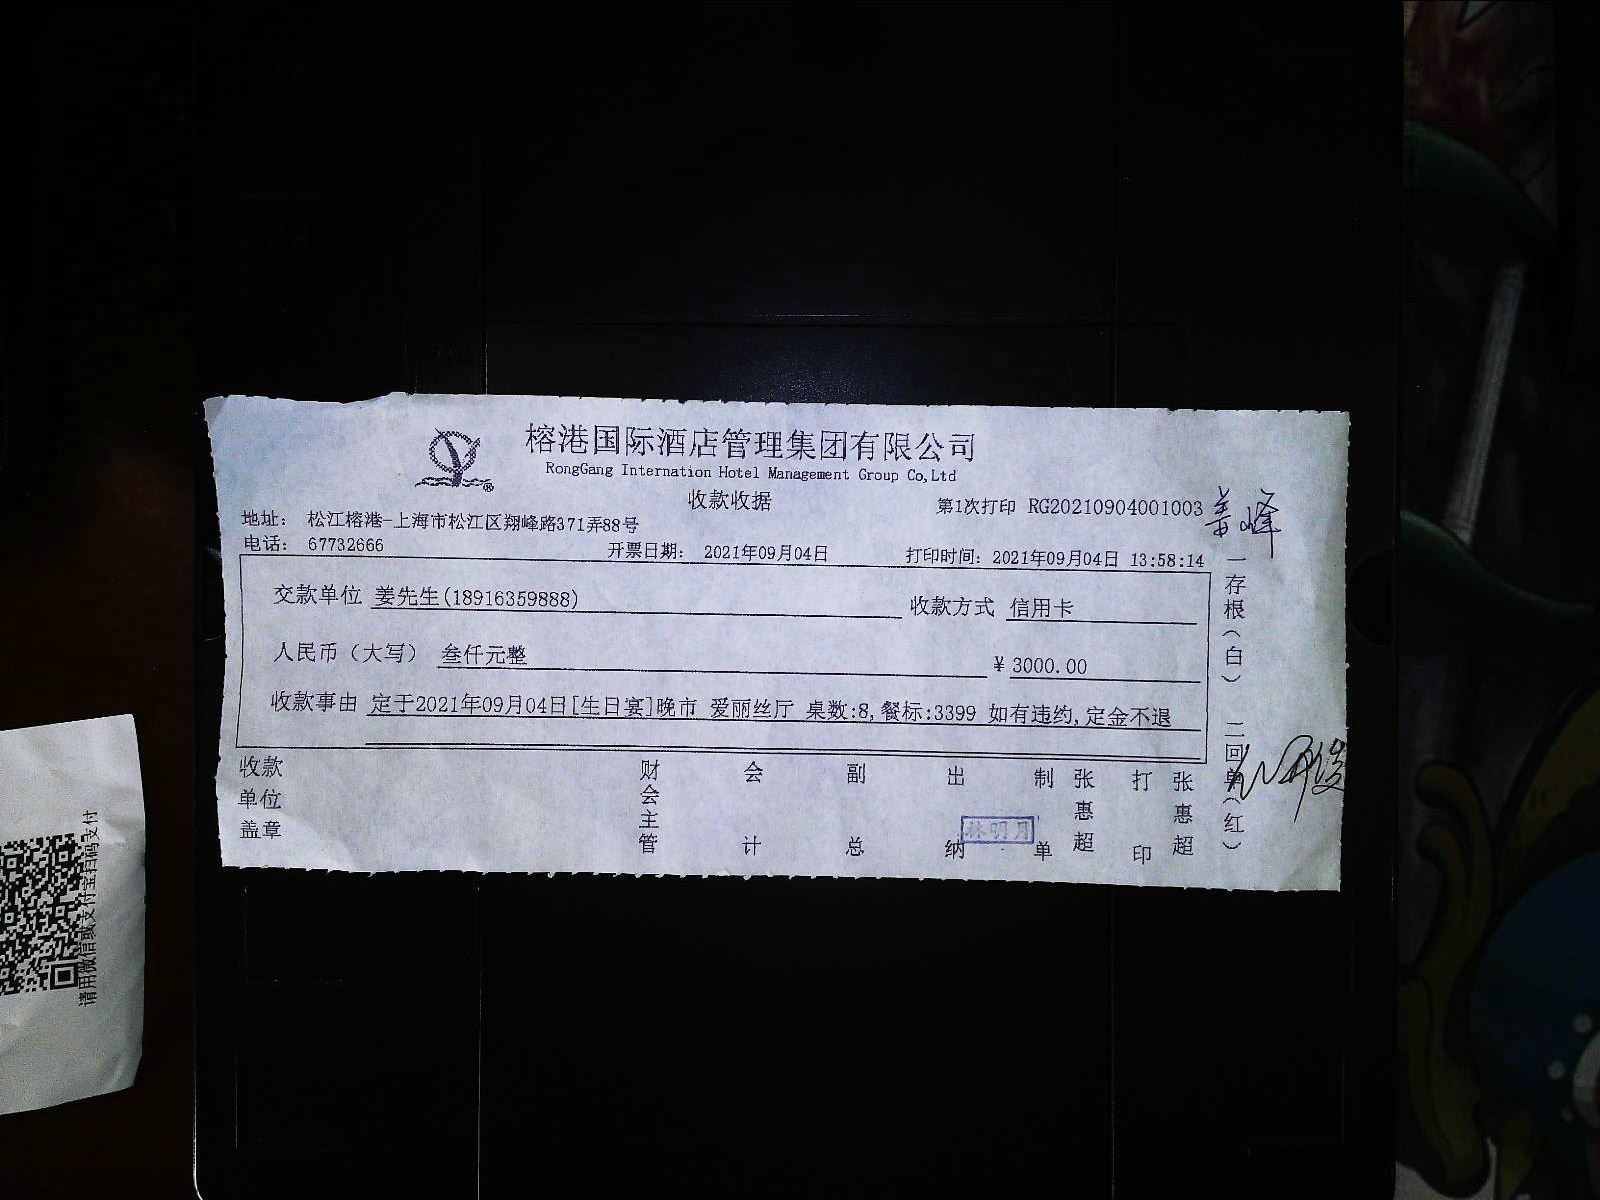 榕港国际酒店管理集团有限公司
RongGang Internation Hotel Management Group Co,Ltd
收款收据
第1次打印 RG20210904001003
姜峰
地址: 松江榕港-上海市松江区翔峰路371弄88号
电话: 67732666
开票日期: 2021年09月04日
打印时间: 2021年09月04日 13:58:14
交款单位 姜先生(18916359888)
收款方式 信用卡
人民币(大写) 叁仟元整
¥ 3000.00
收款事由 定于2021年09月04日[生日宴]晚市 爱丽丝厅 桌数:8,餐标:3399 如有违约,定金不退
收款单位盖章
财会主管
会计
副总
出纳
林明月
制单
张惠超
打印
张惠超
一存根(白) 二回单(红)
请用微信或支付宝扫码支付